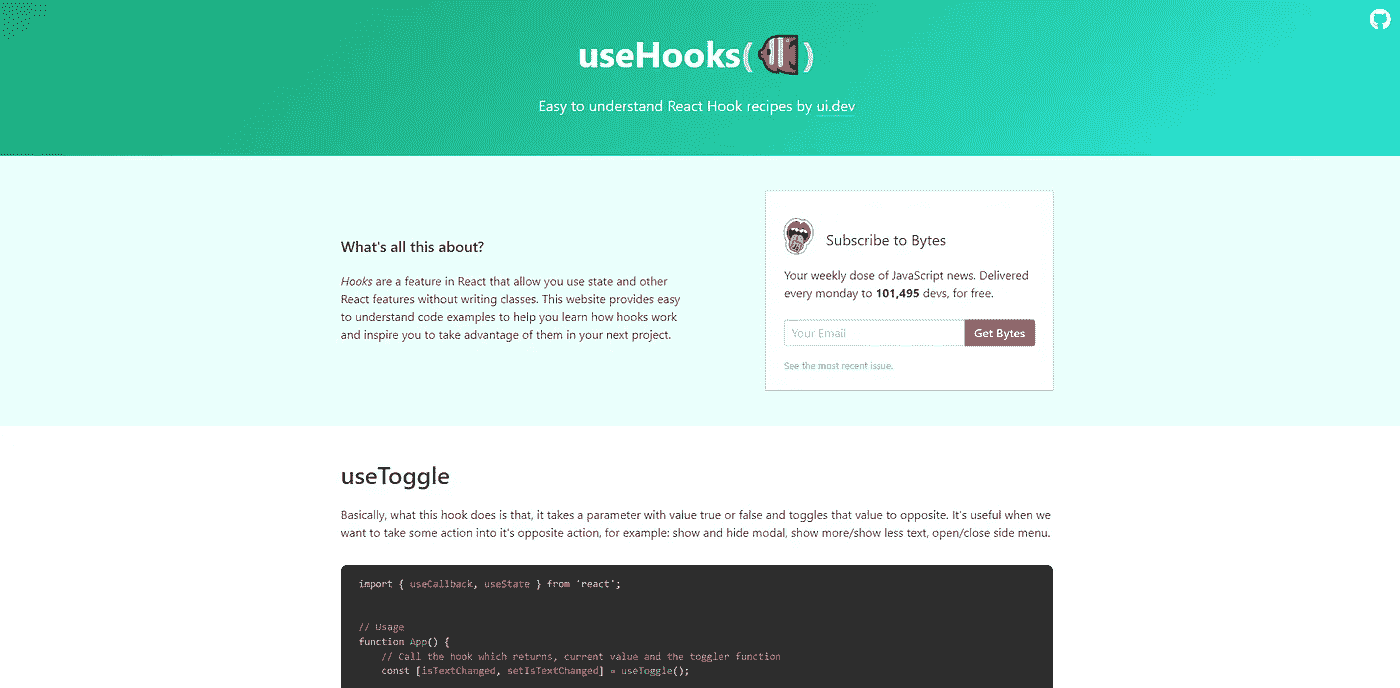 useHooks( )
Easy to understand React Hook recipes by ui.dev
What's all this about?
Hooks are a feature in React that allow you use state and other
React features without writing classes. This website provides easy
to understand code examples to help you learn how hooks work
and inspire you to take advantage of them in your next project.
Subscribe to Bytes
Your weekly dose of JavaScript news. Delivered
every monday to 101,495 devs, for free.
Your Email
Get Bytes
See the most recent issue.
useToggle
Basically, what this hook does is that, it takes a parameter with value true or false and toggles that value to opposite. It's useful when we
want to take some action into it's opposite action, for example: show and hide modal, show more/show less text, open/close side menu.
import { useCallback, useState } from 'react';
// Usage
function App() {
// Call the hook which returns, current value and the toggler function
const [isTextChanged, setIsTextChanged] = useToggle();